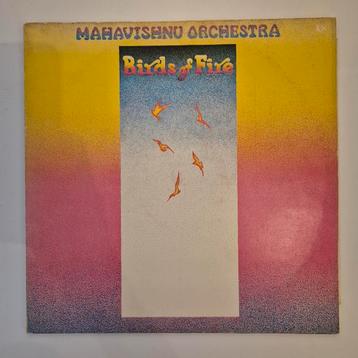 MAHAVISHNU ORCHESTRA
Birds of Fire